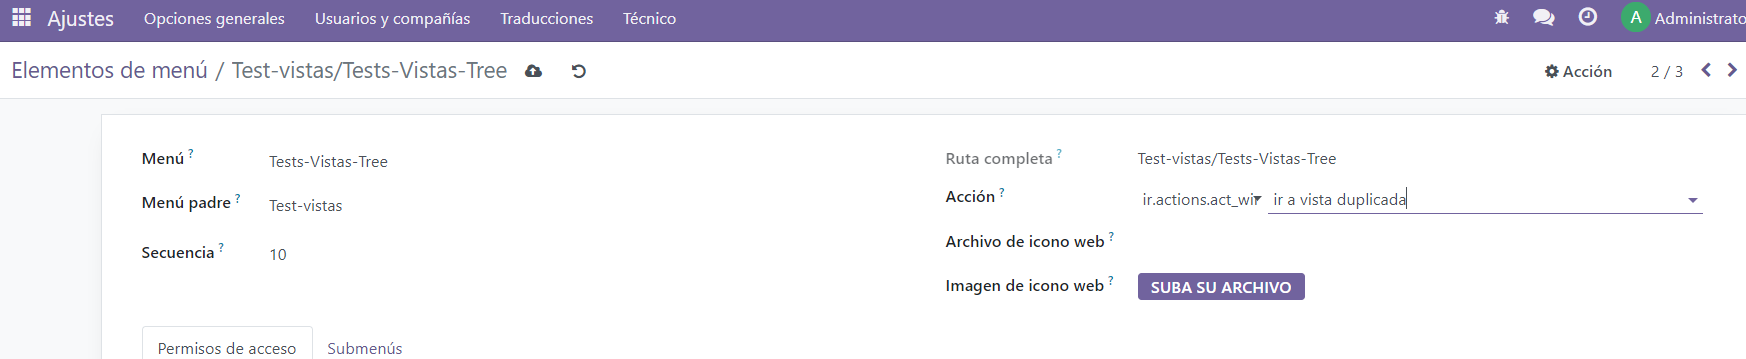 Ajustes Opciones generales Usuarios y compañías Traducciones Técnico A Administrato
Elementos de menú / Test-vistas/Tests-Vistas-Tree Acción 2 / 3
Menú ? Tests-Vistas-Tree
Menú padre ? Test-vistas
Secuencia ? 10
Ruta completa ? Test-vistas/Tests-Vistas-Tree
Acción ? ir.actions.act_wir ir a vista duplicada
Archivo de icono web ?
Imagen de icono web ? SUBA SU ARCHIVO
Permisos de acceso Submenús